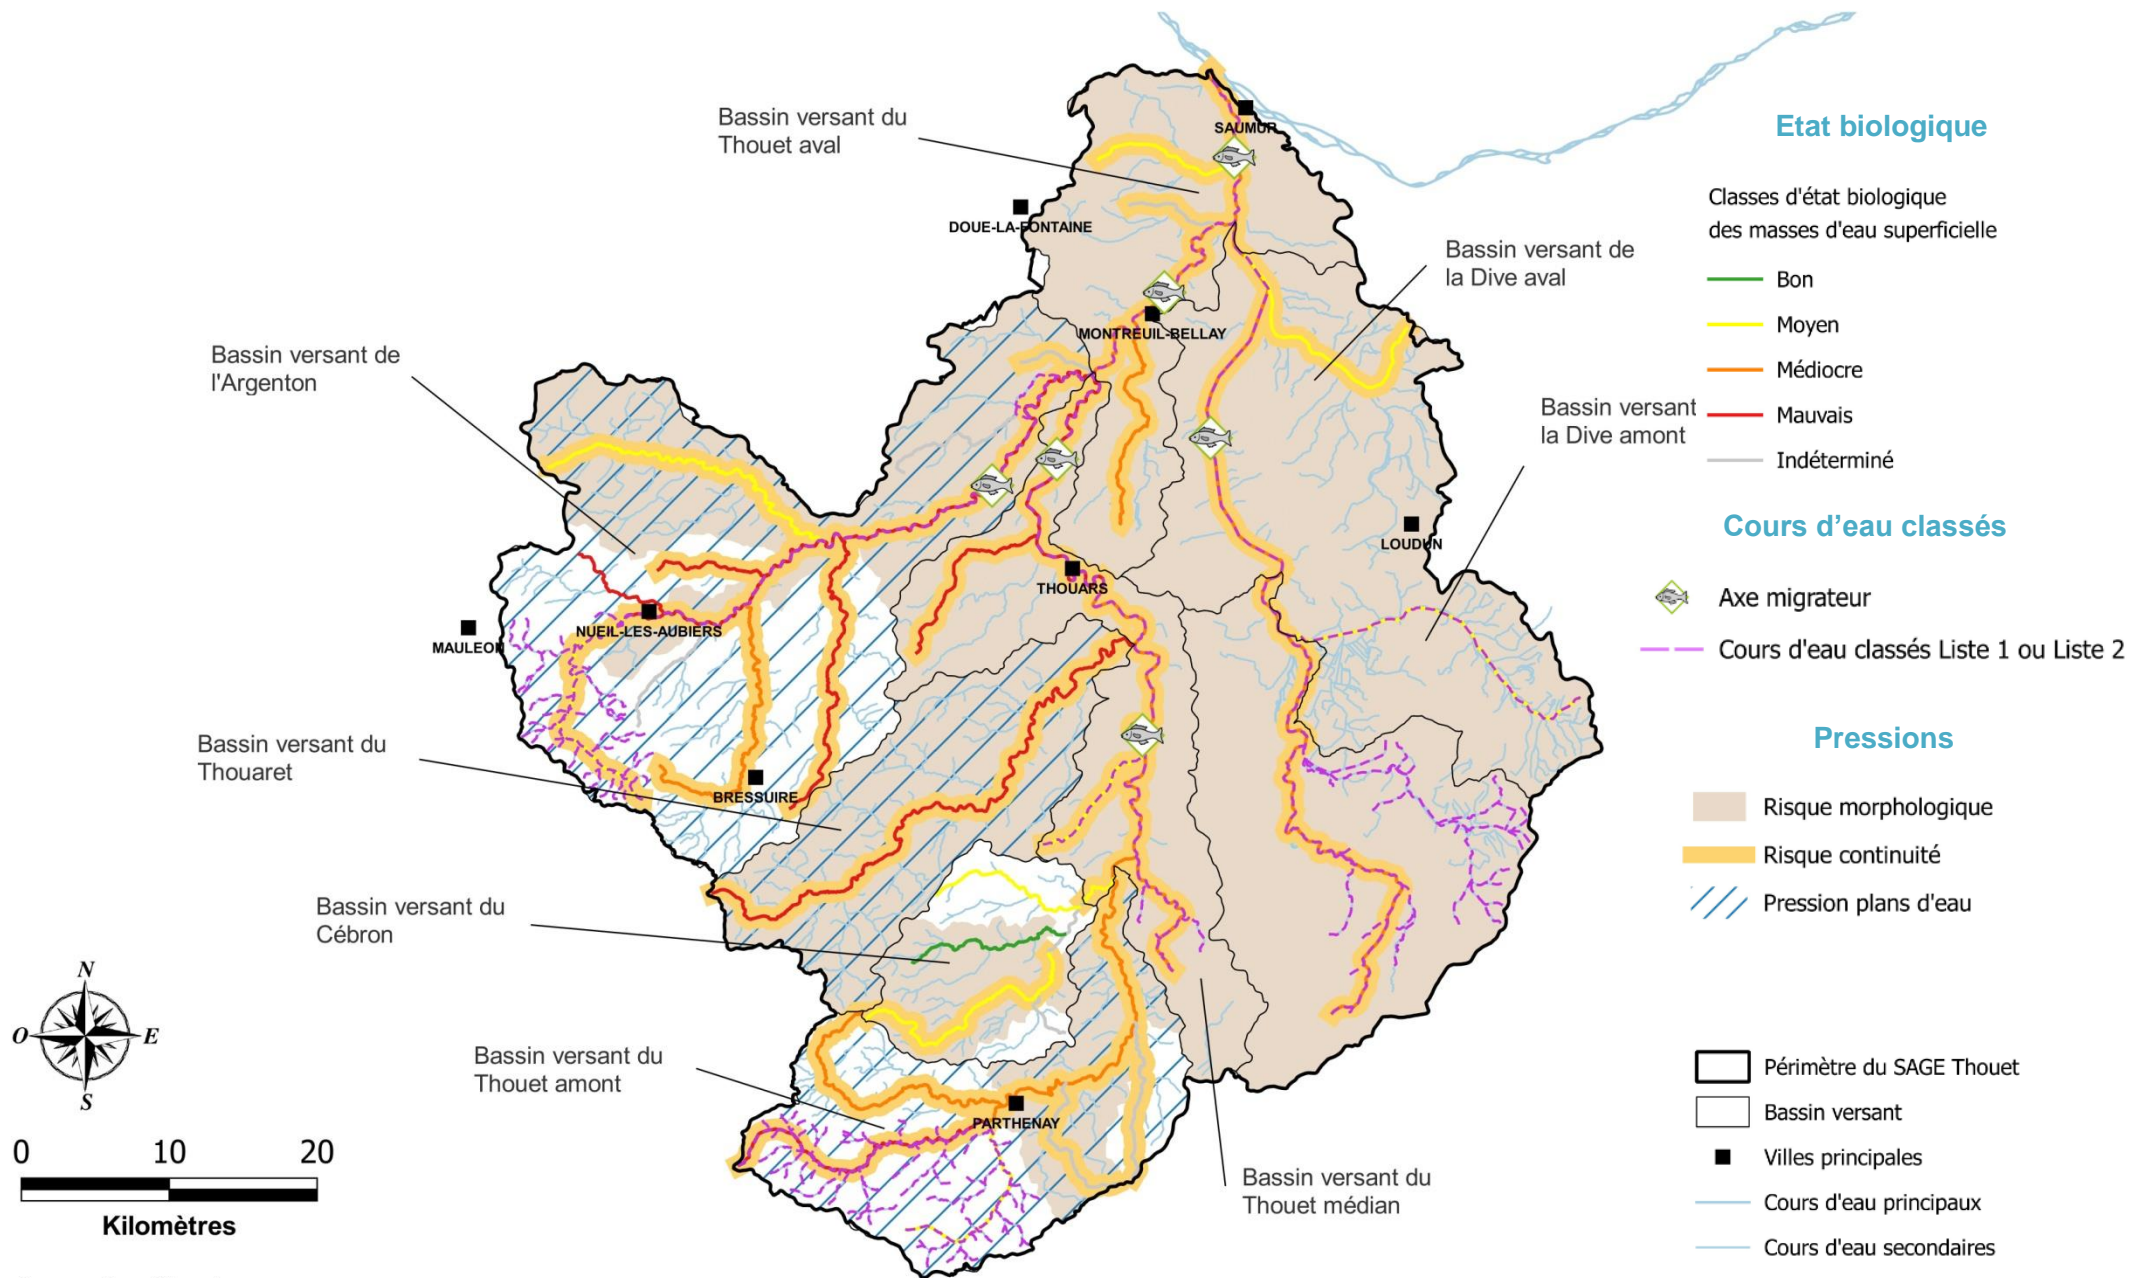 Bassin versant du
Thouet aval
SAUMUR
DOUE-LA-FONTAINE
Bassin versant de
la Dive aval
MONTREUIL-BELLAY
Bassin versant de
l'Argenton
Bassin versant
la Dive amont
LOUDUN
THOUARS
NUEIL-LES-AUBIERS
MAULEON
Bassin versant du
Thouaret
BRESSUIRE
Bassin versant du
Cébron
Bassin versant du
Thouet amont
PARTHENAY
Bassin versant du
Thouet médian
N
O
E
S
0 10 20
Kilomètres
Etat biologique
Classes d'état biologique
des masses d'eau superficielle
Bon
Moyen
Médiocre
Mauvais
Indéterminé
Cours d’eau classés
Axe migrateur
Cours d'eau classés Liste 1 ou Liste 2
Pressions
Risque morphologique
Risque continuité
Pression plans d'eau
Périmètre du SAGE Thouet
Bassin versant
Villes principales
Cours d'eau principaux
Cours d'eau secondaires